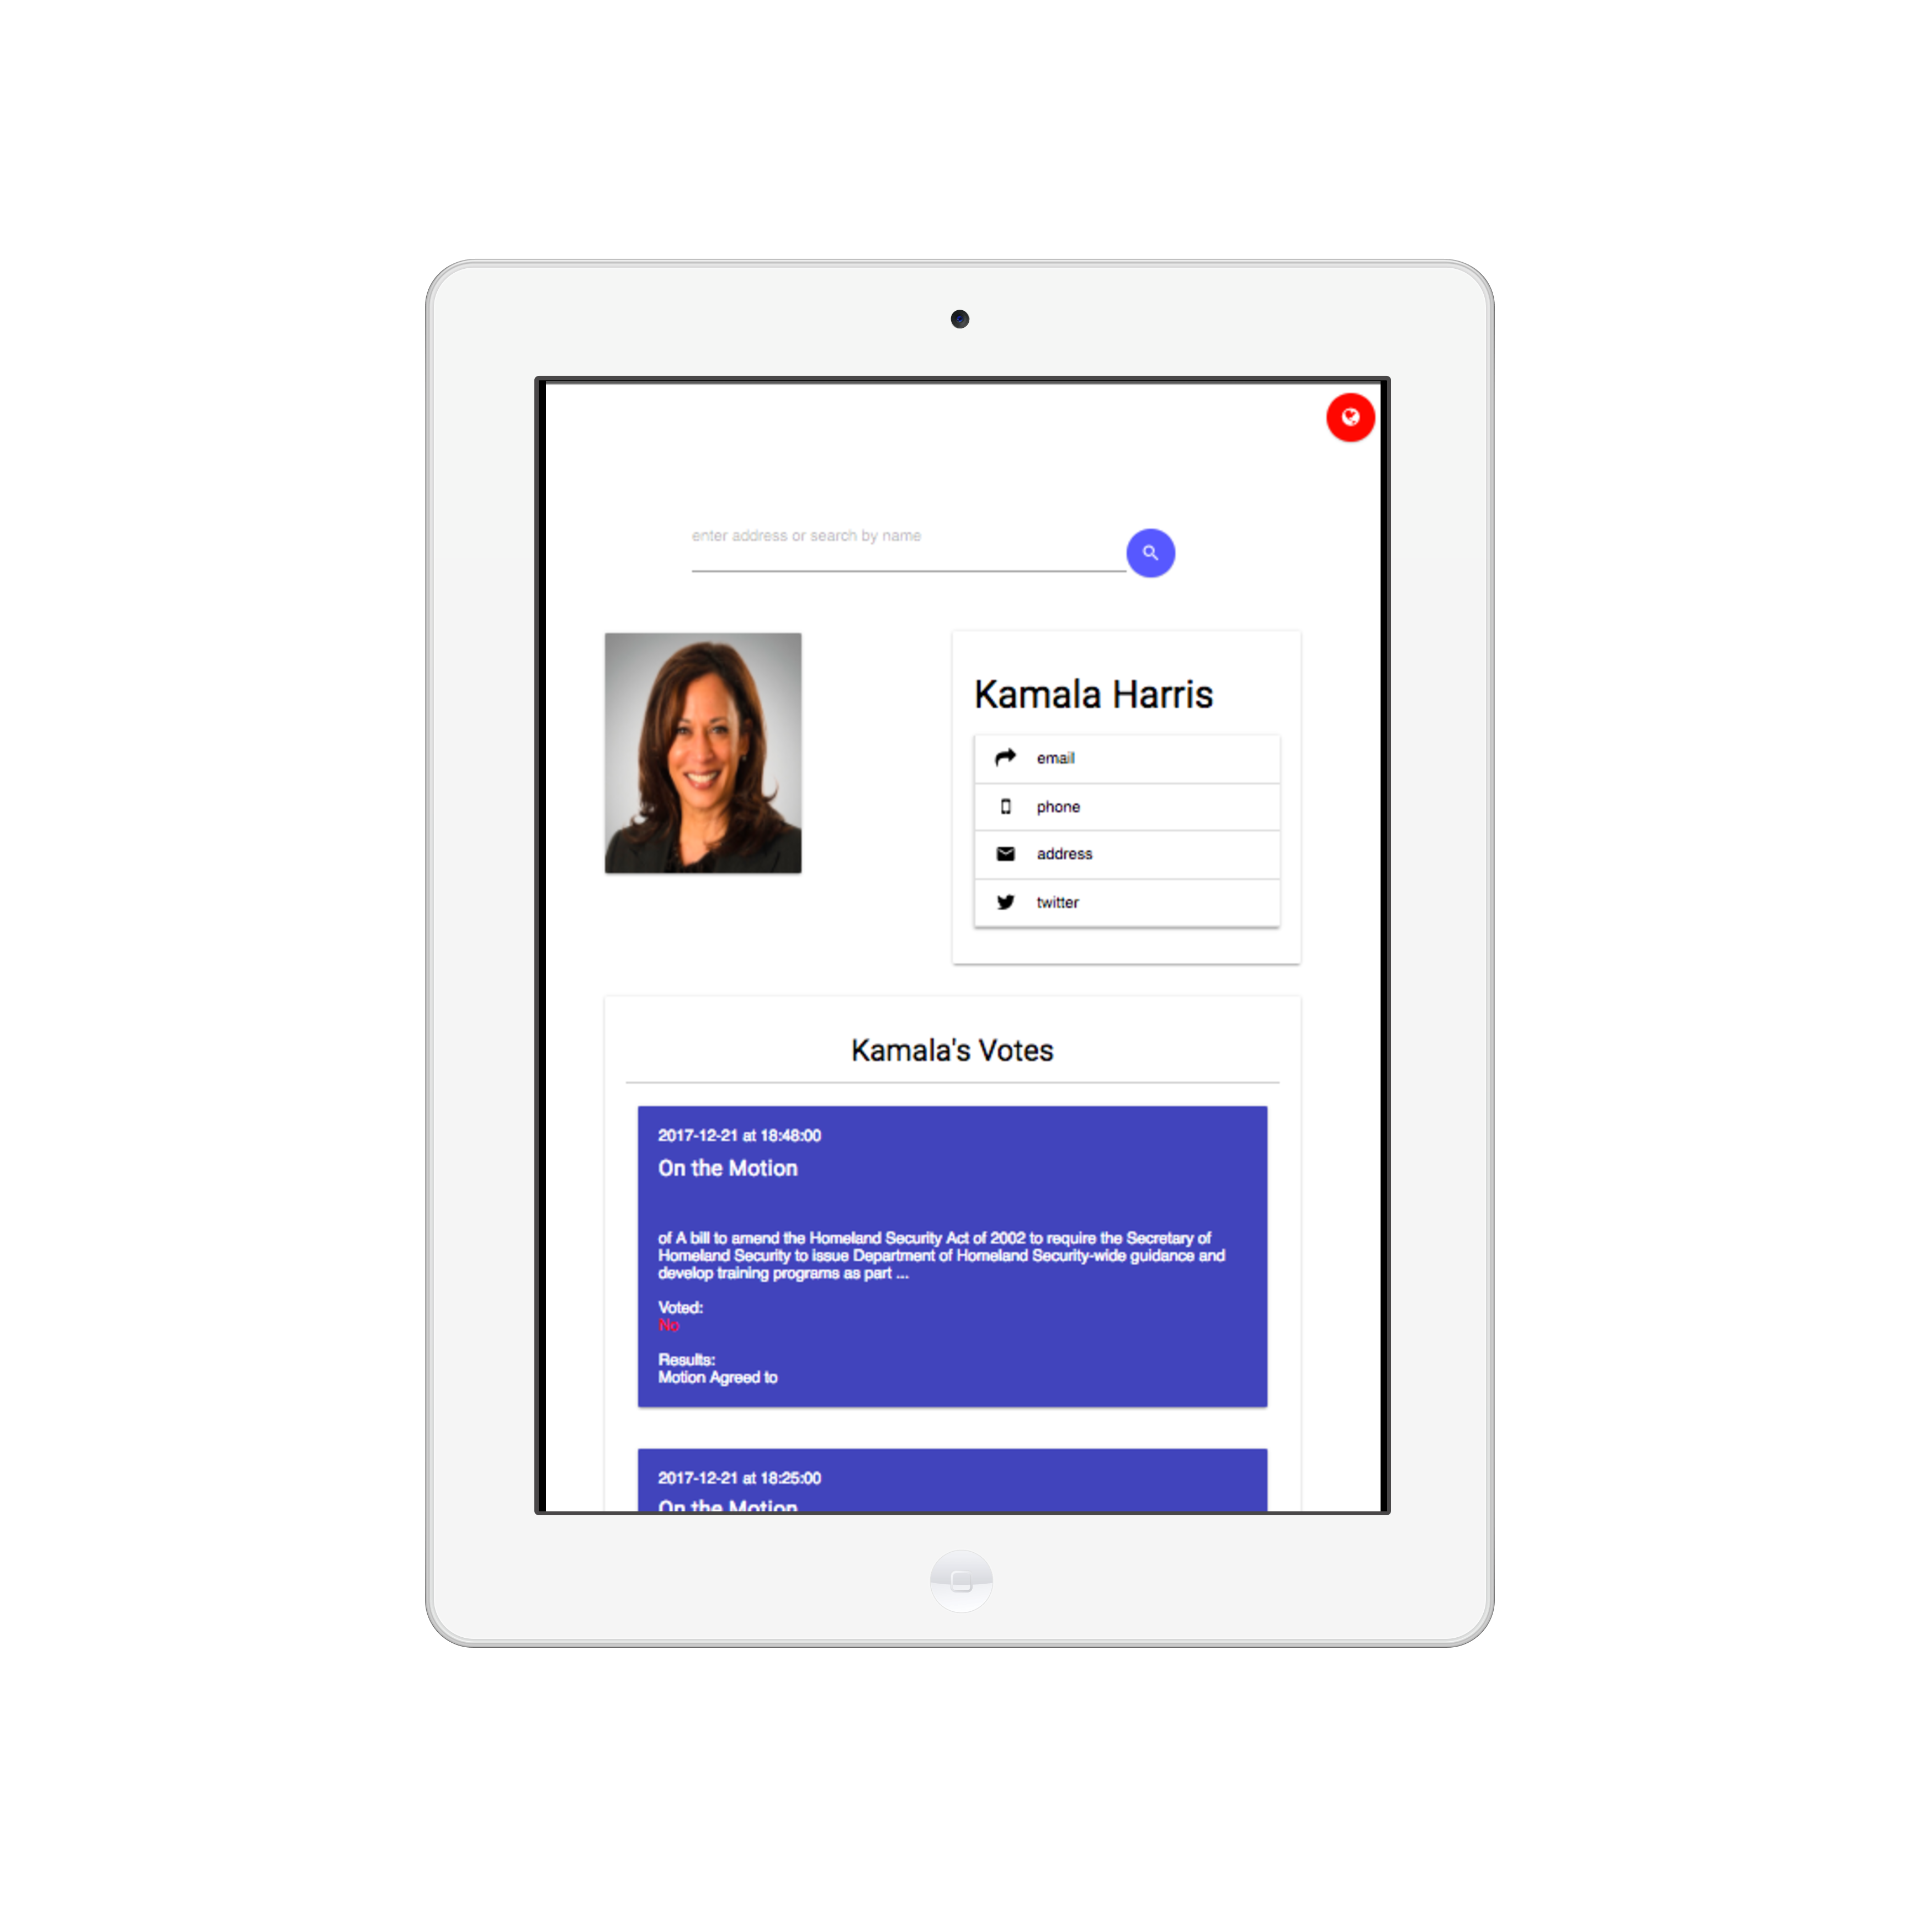 enter address or search by name
Kamala Harris
email
phone
address
twitter
Kamala's Votes
2017-12-21 at 18:48:00
On the Motion
of A bill to amend the Homeland Security Act of 2002 to require the Secretary of
Homeland Security to issue Department of Homeland Security-wide guidance and
develop training programs as part ...
Voted:
No
Results:
Motion Agreed to
2017-12-21 at 18:25:00
On the Motion